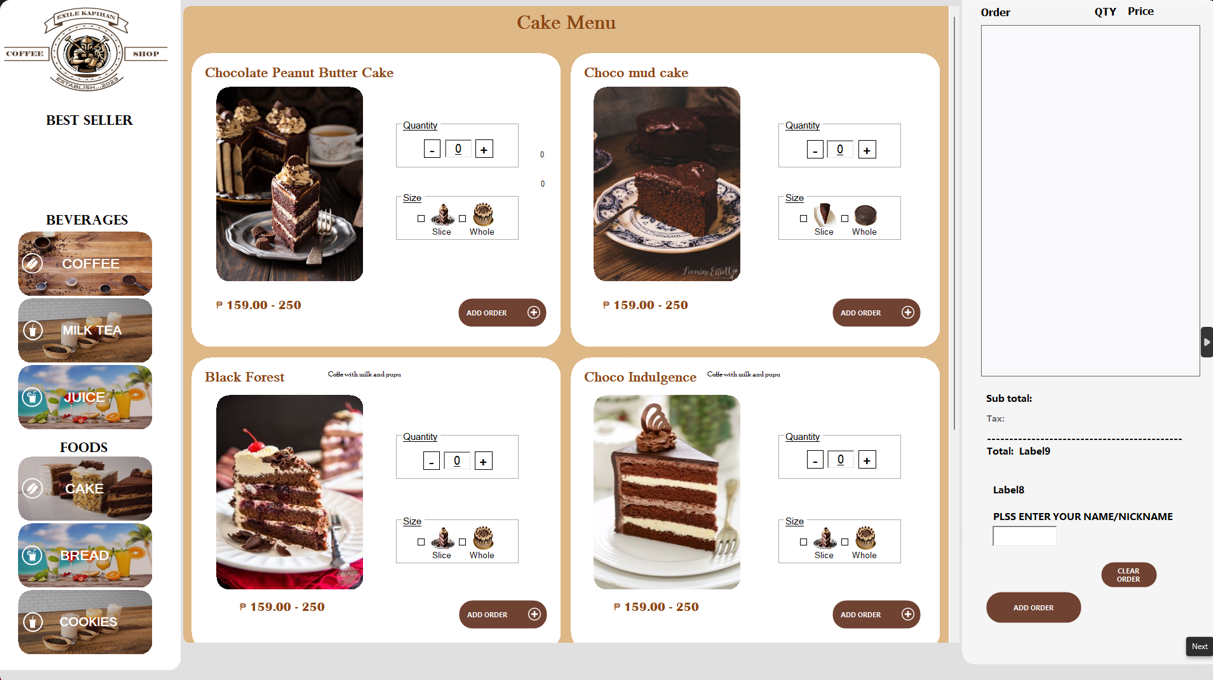 EXILE KAPIHAN
COFFEE
SHOP
ESTABLISH...2023
BEST SELLER
BEVERAGES
COFFEE
MILK TEA
JUICE
FOODS
CAKE
BREAD
COOKIES
Cake Menu
Chocolate Peanut Butter Cake
Quantity
- 0 +
0
0
Size
Slice Whole
₱ 159.00 - 250
ADD ORDER
Choco mud cake
Quantity
- 0 +
Size
Slice Whole
₱ 159.00 - 250
ADD ORDER
Black Forest
Coffe with milk and pupu
Quantity
- 0 +
Size
Slice Whole
₱ 159.00 - 250
ADD ORDER
Choco Indulgence
Coffe with milk and pupu
Quantity
- 0 +
Size
Slice Whole
₱ 159.00 - 250
ADD ORDER
Order QTY Price
Sub total:
Tax:
--------------------------------------------
Total: Label9
Label8
PLSS ENTER YOUR NAME/NICKNAME
CLEAR
ORDER
ADD ORDER
Next